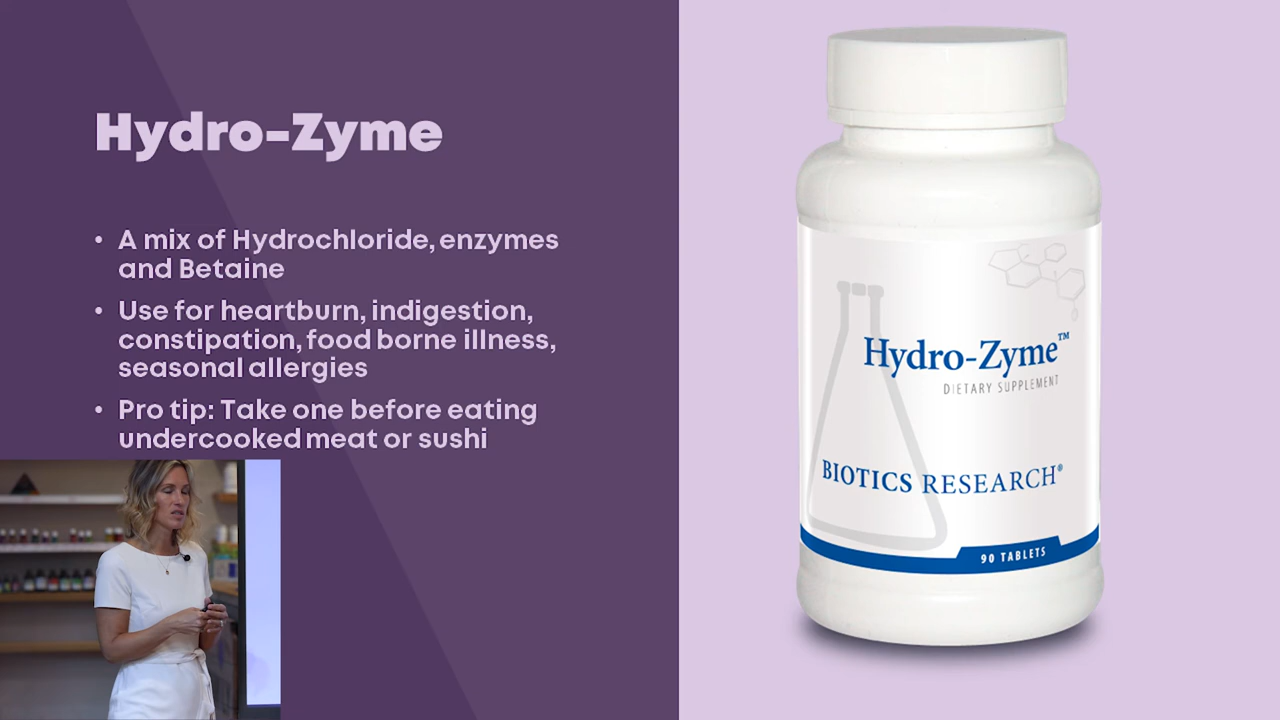 Hydro-Zyme
• A mix of Hydrochloride, enzymes
and Betaine
• Use for heartburn, indigestion,
constipation, food borne illness,
seasonal allergies
• Pro tip: Take one before eating
undercooked meat or sushi
Hydro-Zyme™
DIETARY SUPPLEMENT
BIOTICS RESEARCH®
90 TABLETS